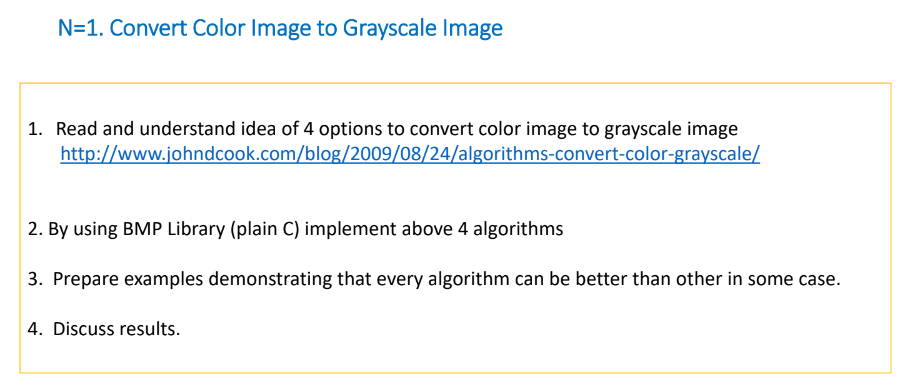 N=1. Convert Color Image to Grayscale Image
1. Read and understand idea of 4 options to convert color image to grayscale image
http://www.johndcook.com/blog/2009/08/24/algorithms-convert-color-grayscale/
2. By using BMP Library (plain C) implement above 4 algorithms
3. Prepare examples demonstrating that every algorithm can be better than other in some case.
4. Discuss results.